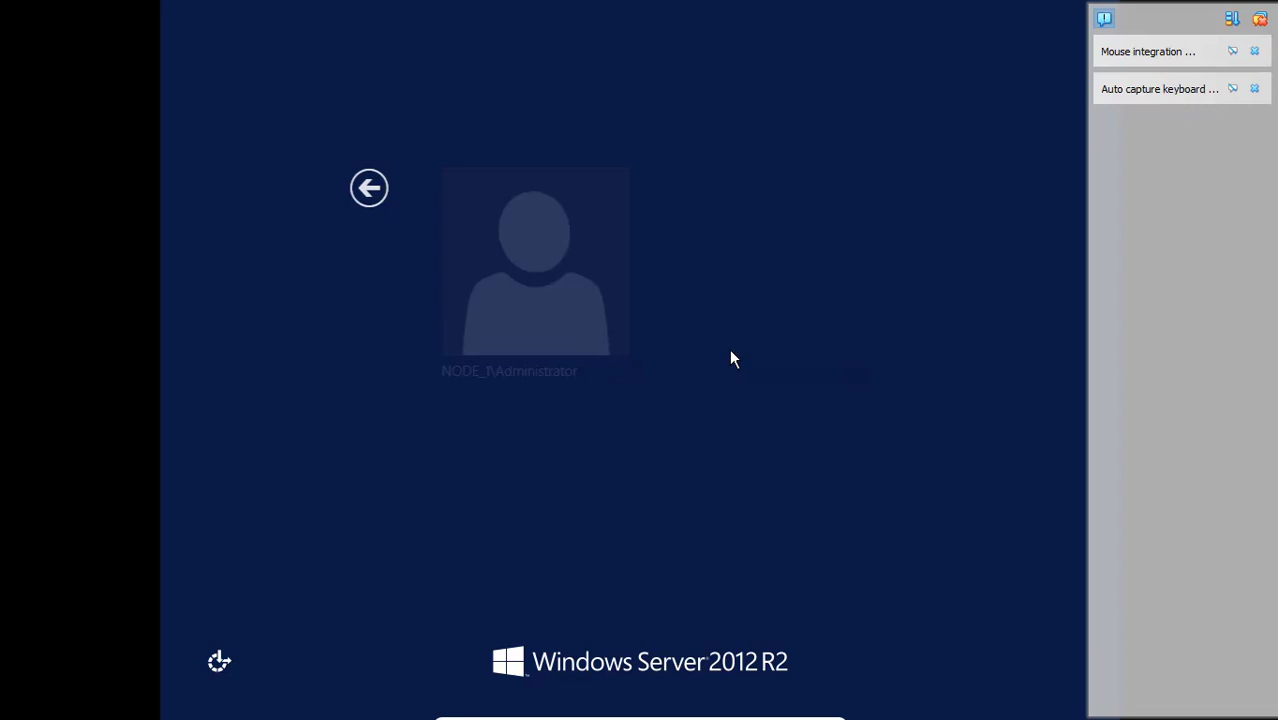 Mouse integration ...
Auto capture keyboard ...
NODE_1\Administrator
Windows Server 2012 R2